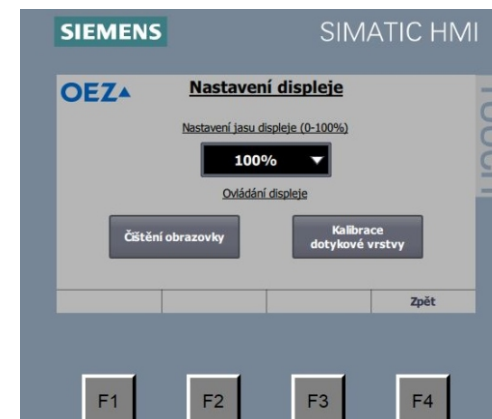 SIEMENS
SIMATIC HMI
OEZ
Nastavení displeje
TOUCH
Nastavení jasu displeje (0-100%)
100%
Ovládání displeje
Čištění obrazovky
Kalibrace
dotykové vrstvy
Zpět
F1
F2
F3
F4